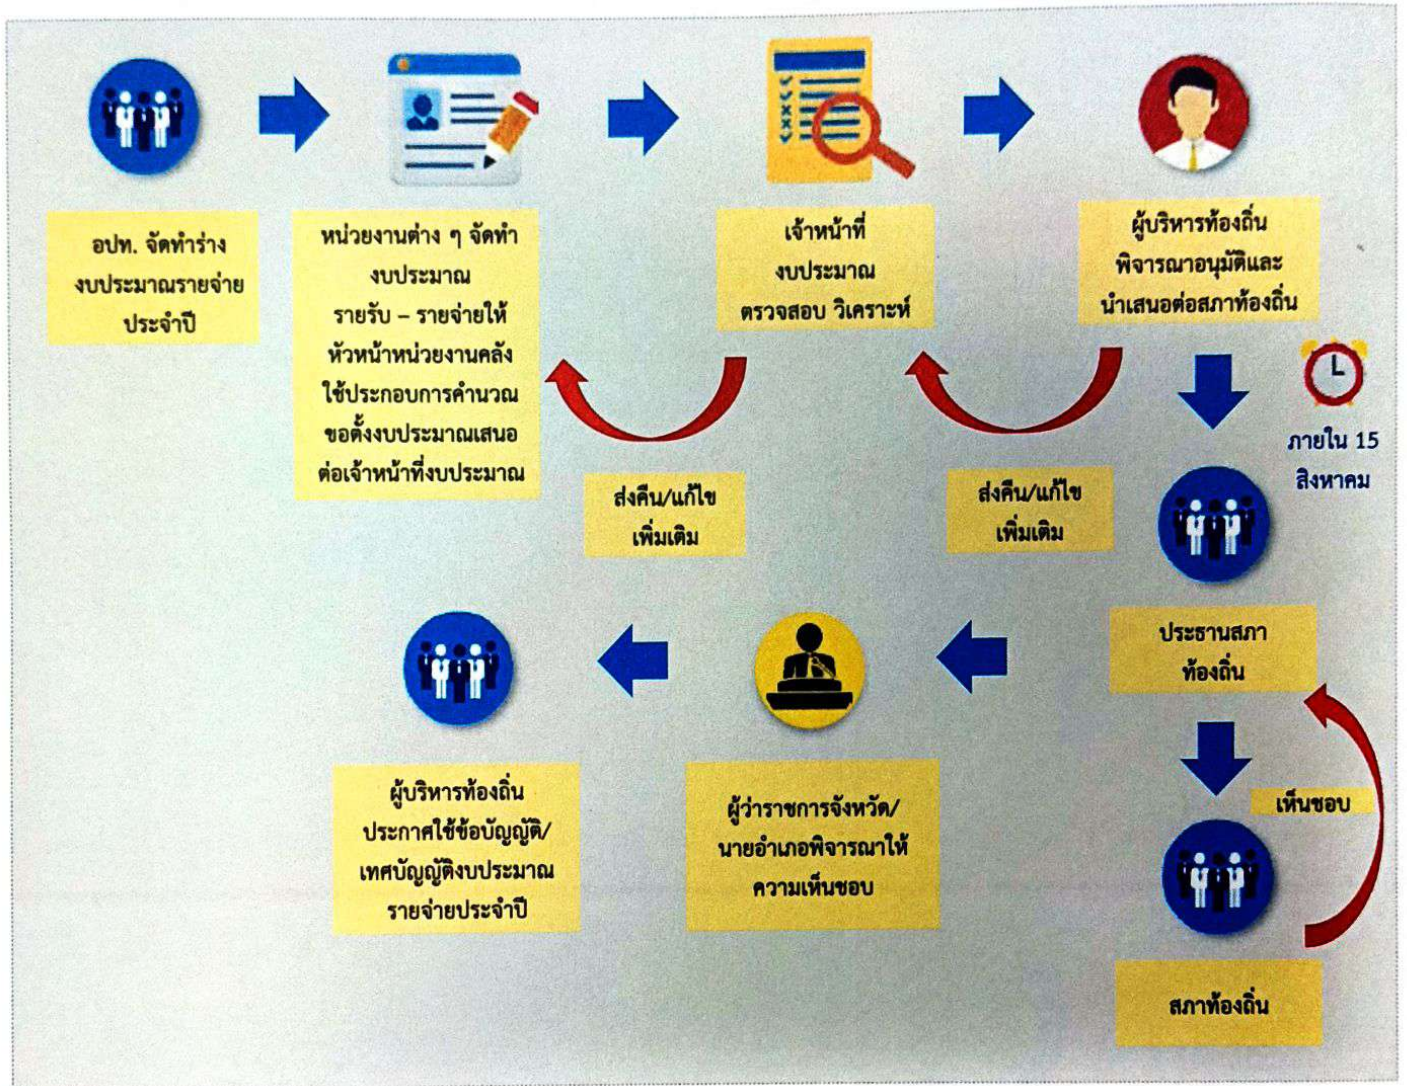 อปท. จัดทำร่าง
งบประมาณรายจ่าย
ประจำปี
หน่วยงานต่าง ๆ จัดทำ
งบประมาณ
รายรับ – รายจ่ายให้
หัวหน้าหน่วยงานคลัง
ใช้ประกอบการคำนวณ
ขอตั้งงบประมาณเสนอ
ต่อเจ้าหน้าที่งบประมาณ
เจ้าหน้าที่
งบประมาณ
ตรวจสอบ วิเคราะห์
ผู้บริหารท้องถิ่น
พิจารณาอนุมัติและ
นำเสนอต่อสภาท้องถิ่น
ส่งคืน/แก้ไข
เพิ่มเติม
ส่งคืน/แก้ไข
เพิ่มเติม
ภายใน 15
สิงหาคม
ประธานสภา
ท้องถิ่น
เห็นชอบ
สภาท้องถิ่น
ผู้ว่าราชการจังหวัด/
นายอำเภอพิจารณาให้
ความเห็นชอบ
ผู้บริหารท้องถิ่น
ประกาศใช้ข้อบัญญัติ/
เทศบัญญัติงบประมาณ
รายจ่ายประจำปี